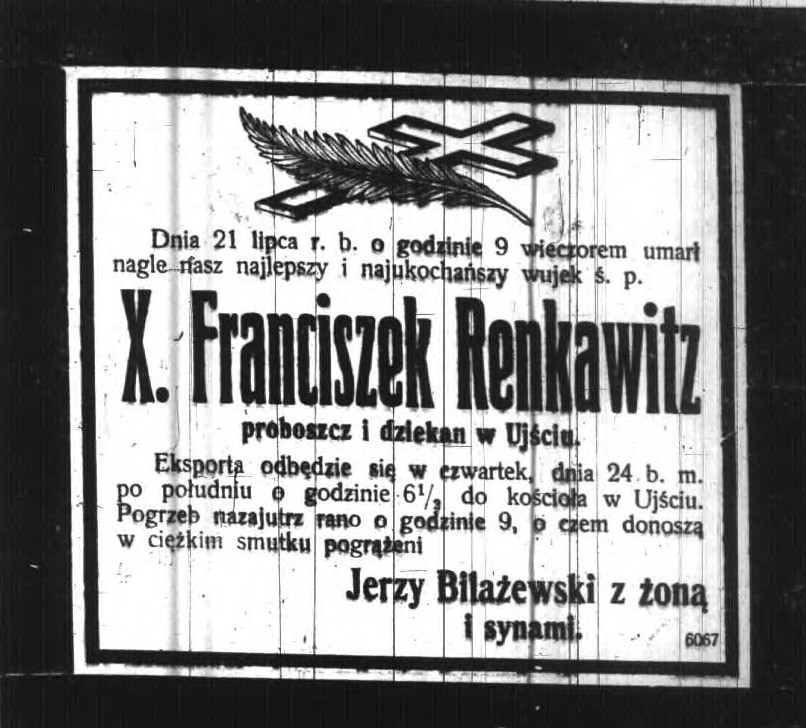 Dnia 21 lipca r. b. o godzinie 9 wieczorem umarł
nagle nasz najlepszy i najukochańszy wujek ś. p.
X. Franciszek Renkawitz
proboszcz i dziekan w Ujściu.
Eksporta odbędzie się w czwartek, dnia 24 b. m.
po południu o godzinie 6½ do kościoła w Ujściu.
Pogrzeb nazajutrz rano o godzinie 9, o czem donoszą
w ciężkim smutku pogrążeni
Jerzy Bilażewski z żoną
i synami.
6067